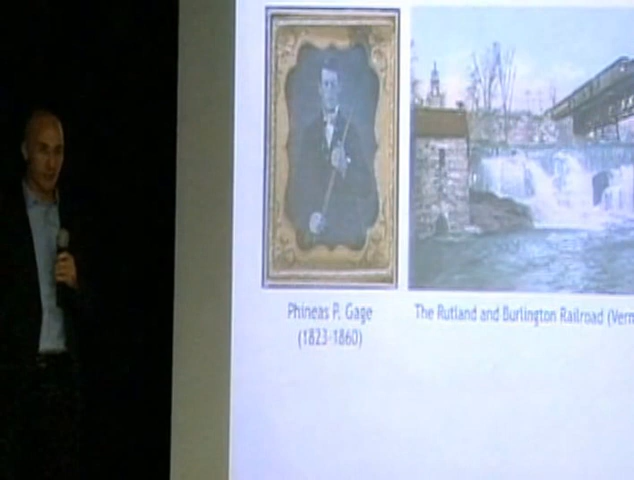 Phineas P. Gage
(1823-1860)
The Rutland and Burlington Railroad (Verm